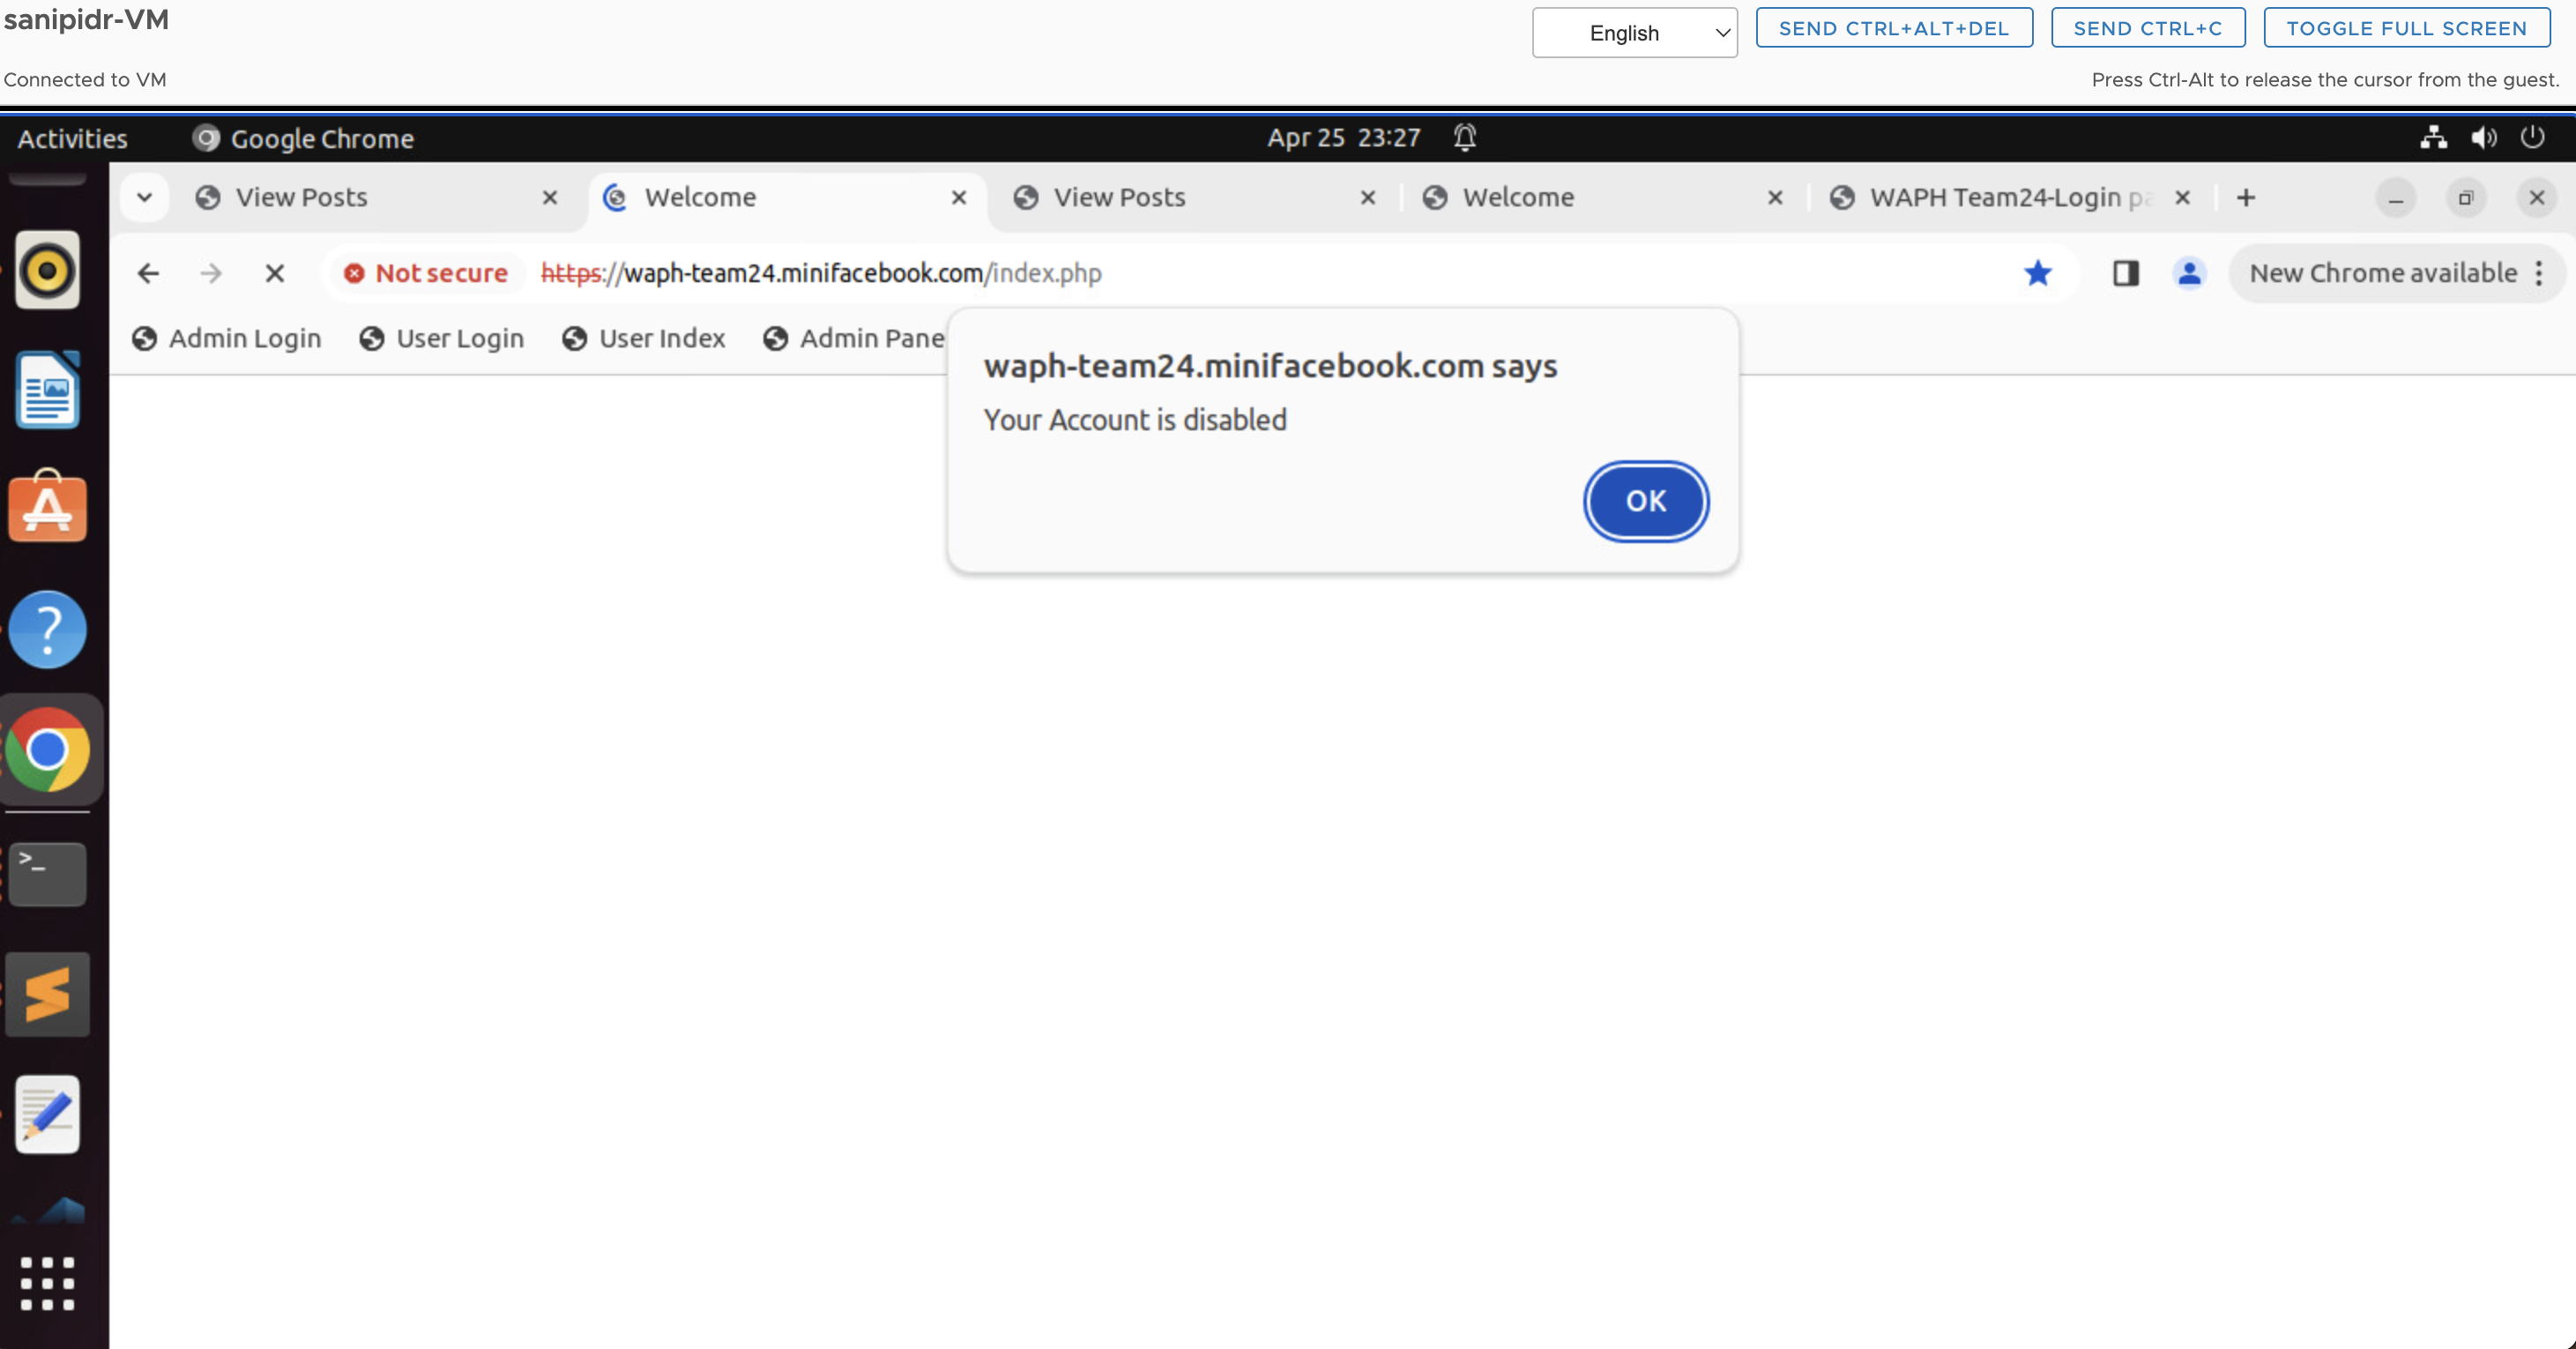 sanipidr-VM
English
SEND CTRL+ALT+DEL
SEND CTRL+C
TOGGLE FULL SCREEN
Connected to VM
Press Ctrl-Alt to release the cursor from the guest.
Activities
Google Chrome
Apr 25 23:27
View Posts
Welcome
View Posts
Welcome
WAPH Team24-Login pa
Not secure
https://waph-team24.minifacebook.com/index.php
New Chrome available
Admin Login
User Login
User Index
Admin Pane
waph-team24.minifacebook.com says
Your Account is disabled
OK